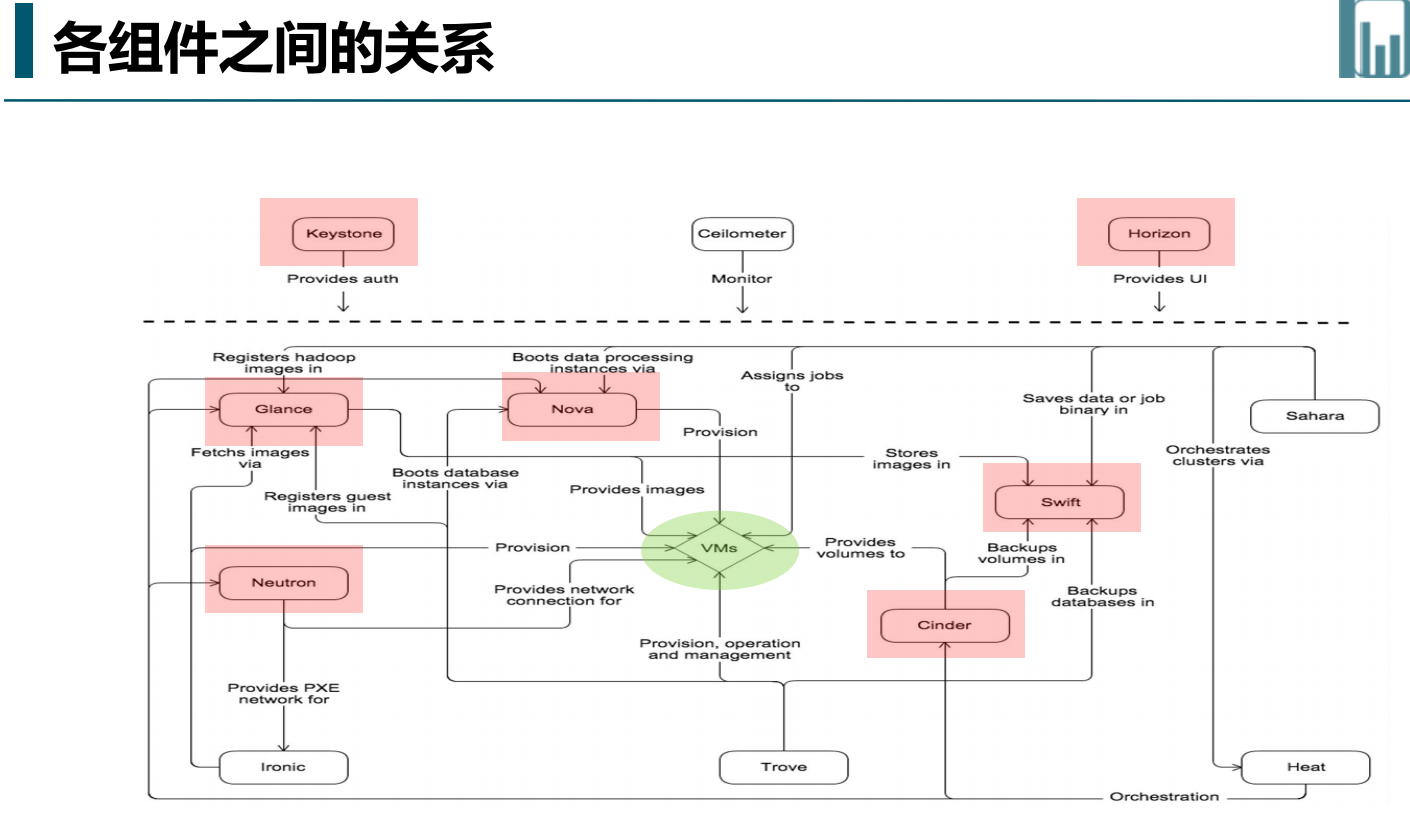 各组件之间的关系
Keystone
Ceilometer
Horizon
Provides auth
Monitor
Provides UI
Registers hadoop
images in
Boots data processing
instances via
Assigns jobs
to
Saves data or job
binary in
Glance
Nova
Sahara
Provision
Fetchs images
via
Stores
images in
Orchestrates
clusters via
Boots database
instances via
Provides images
Registers guest
images in
Swift
Provision
VMs
Provides
volumes to
Backups
volumes in
Neutron
Provides network
connection for
Backups
databases in
Cinder
Provision, operation
and management
Provides PXE
network for
Ironic
Trove
Heat
Orchestration